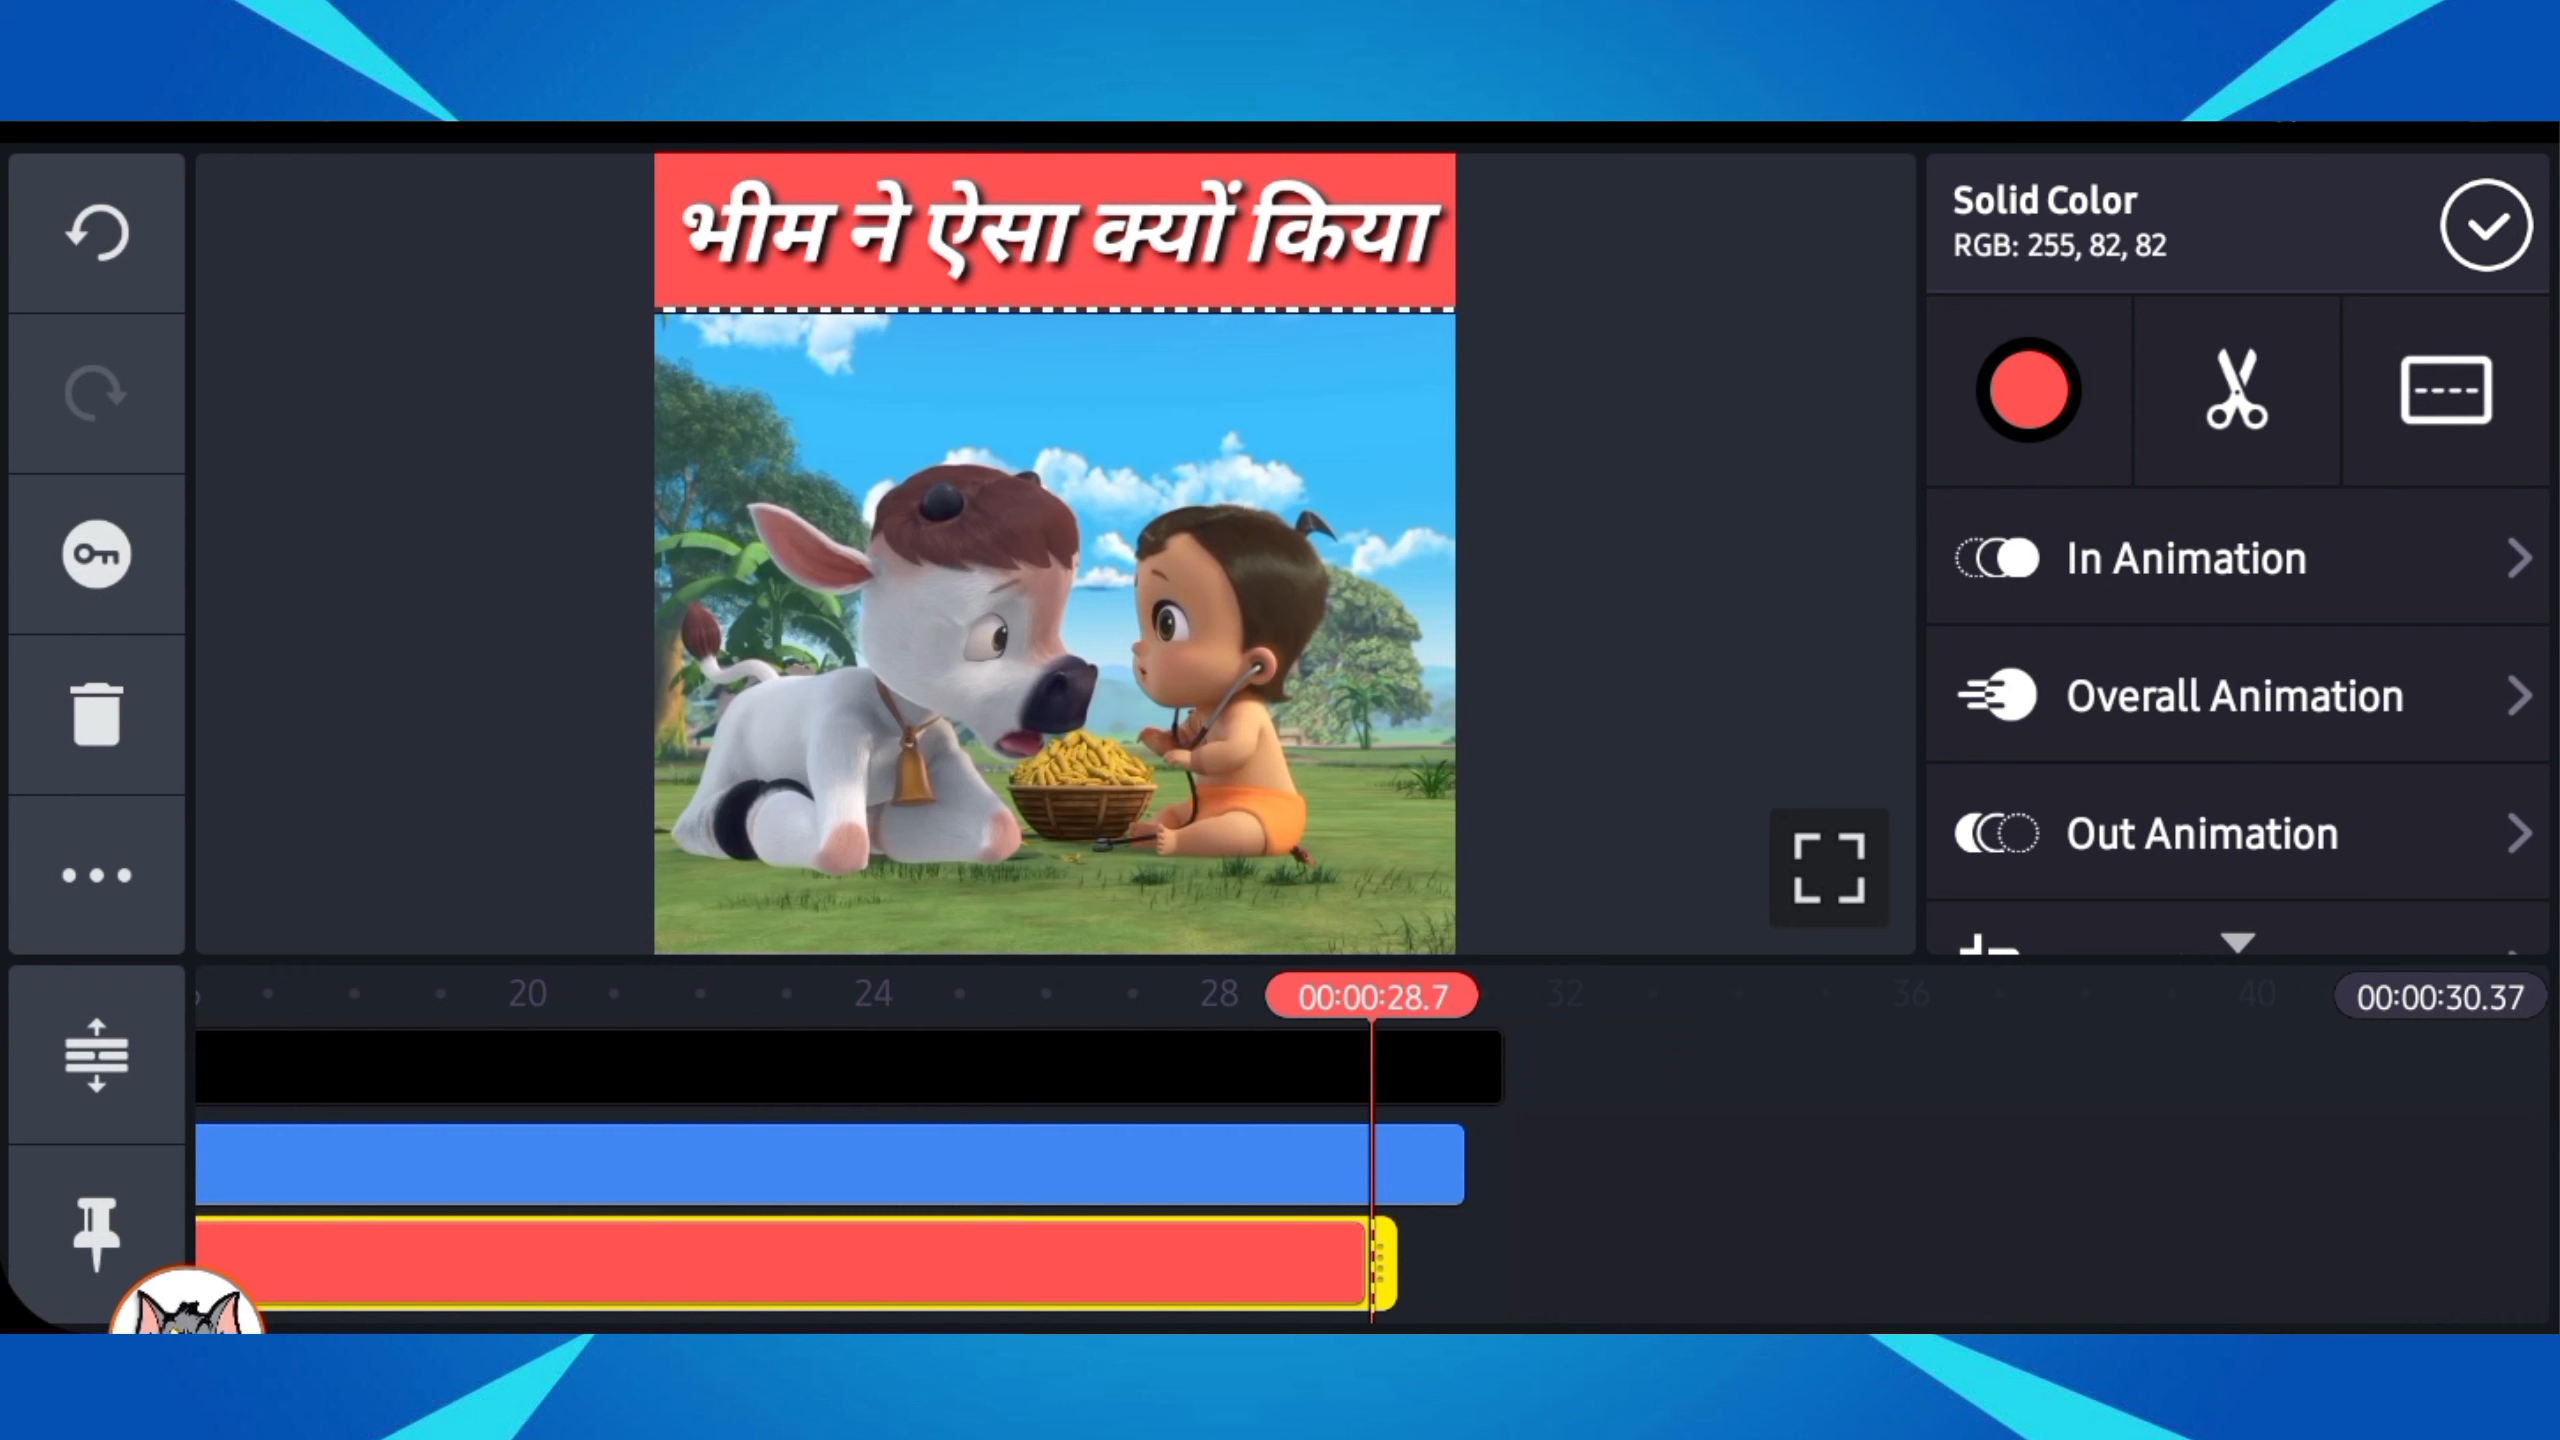 भीम ने ऐसा क्यों किया
Solid Color
RGB: 255, 82, 82
In Animation
Overall Animation
Out Animation
20
24
28
00:00:28.7
32
36
40
00:00:30.37